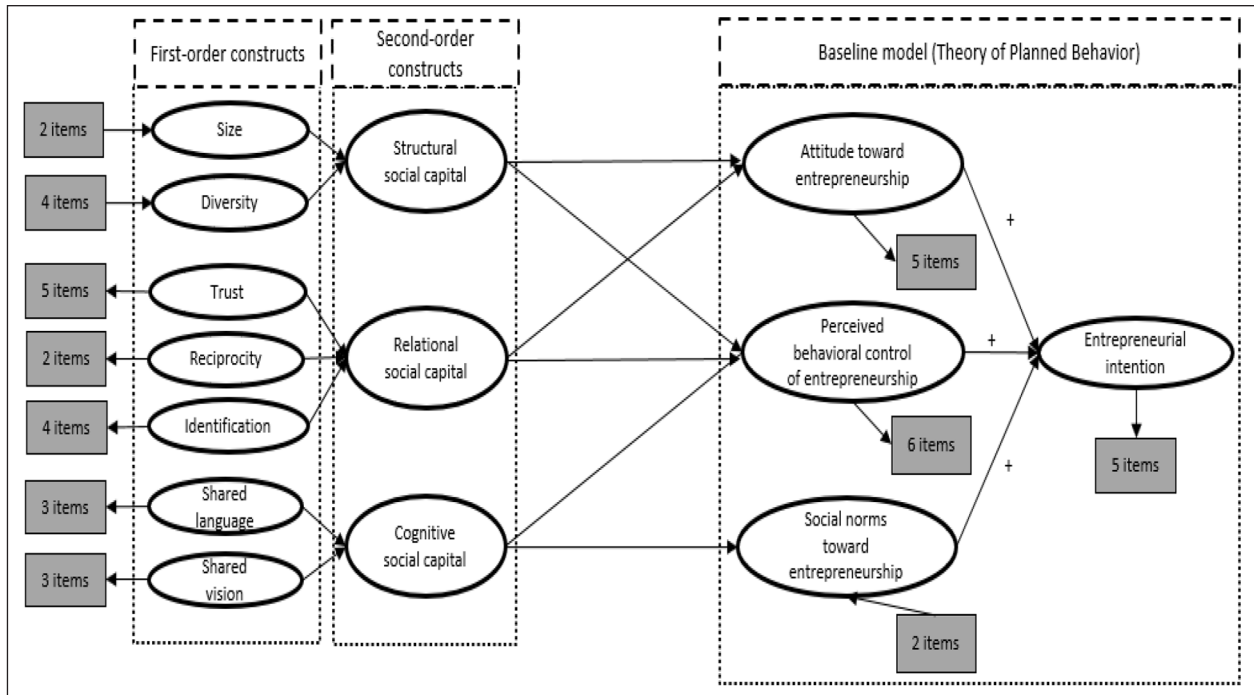 First-order constructs
Second-order
constructs
Baseline model (Theory of Planned Behavior)
2 items
Size
4 items
Diversity
Structural
social capital
5 items
Trust
2 items
Reciprocity
4 items
Identification
Relational
social capital
3 items
Shared
language
3 items
Shared
vision
Cognitive
social capital
Attitude toward
entrepreneurship
5 items
+
Perceived
behavioral control
of entrepreneurship
6 items
+
Social norms
toward
entrepreneurship
2 items
+
Entrepreneurial
intention
5 items